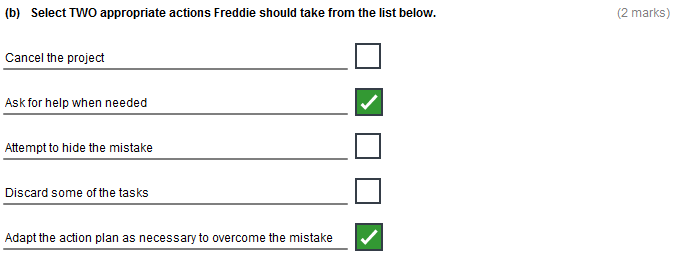 (b) Select TWO appropriate actions Freddie should take from the list below. (2 marks)
Cancel the project
Ask for help when needed
Attempt to hide the mistake
Discard some of the tasks
Adapt the action plan as necessary to overcome the mistake